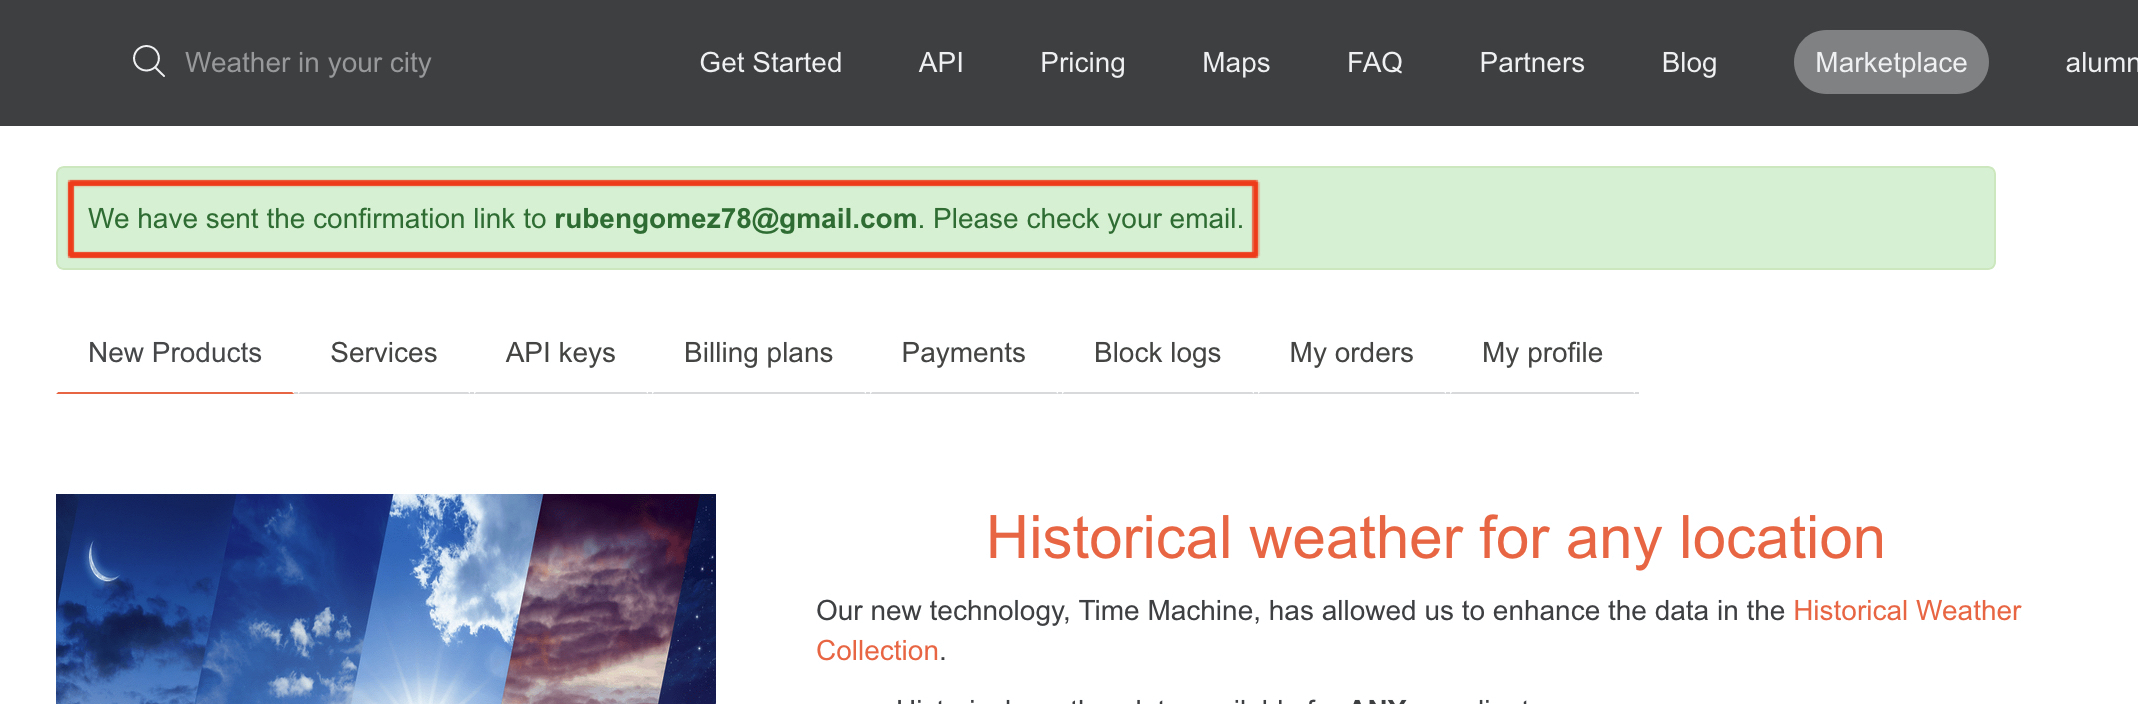 Weather in your city
Get Started API Pricing Maps FAQ Partners Blog Marketplace
We have sent the confirmation link to rubengomez78@gmail.com. Please check your email.
New Products Services API keys Billing plans Payments Block logs My orders My profile
Historical weather for any location
Our new technology, Time Machine, has allowed us to enhance the data in the Historical Weather
Collection.